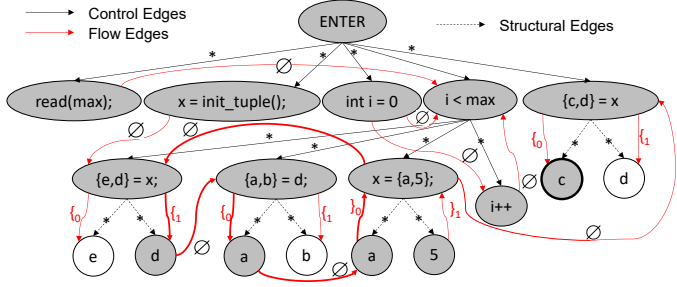 Control Edges
Flow Edges
Structural Edges
ENTER
* * * * *
∅
read(max);
x = init_tuple();
int i = 0
i < max
{c,d} = x
∅ ∅ ∅
{0 * * }1
* * * *
∅
c
d
{e,d} = x;
{a,b} = d;
x = {a,5};
i++
∅
{0 * * {1
{0 * * {1
}0 * * }1
∅
e
d
∅
a
b
∅
a
5